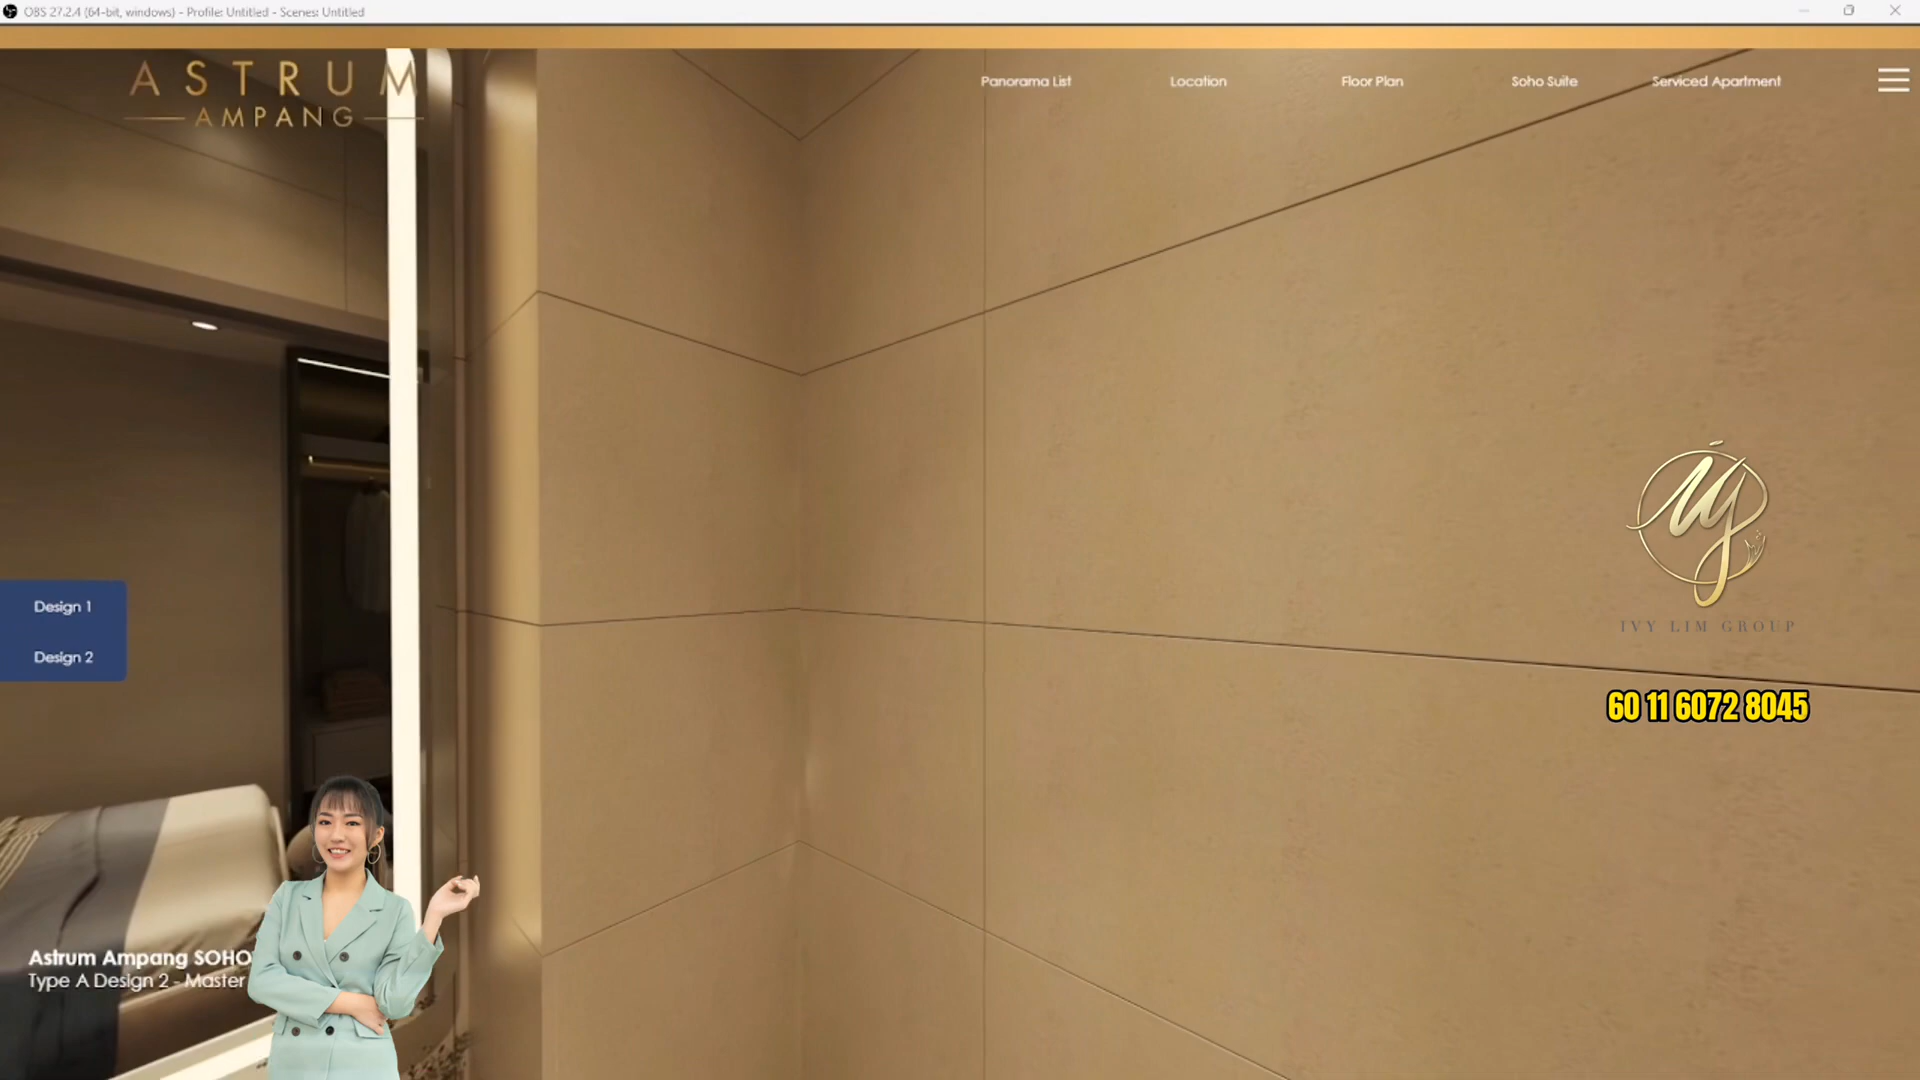 OBS 27.2.4 (64-bit, windows) - Profile: Untitled - Scenes: Untitled
ASTRUM
AMPANG
Panorama List
Location
Floor Plan
Soho Suite
Serviced Apartment
Design 1
Design 2
IVY LIM GROUP
60 11 6072 8045
Astrum Ampang SOHO
Type A Design 2 - Master